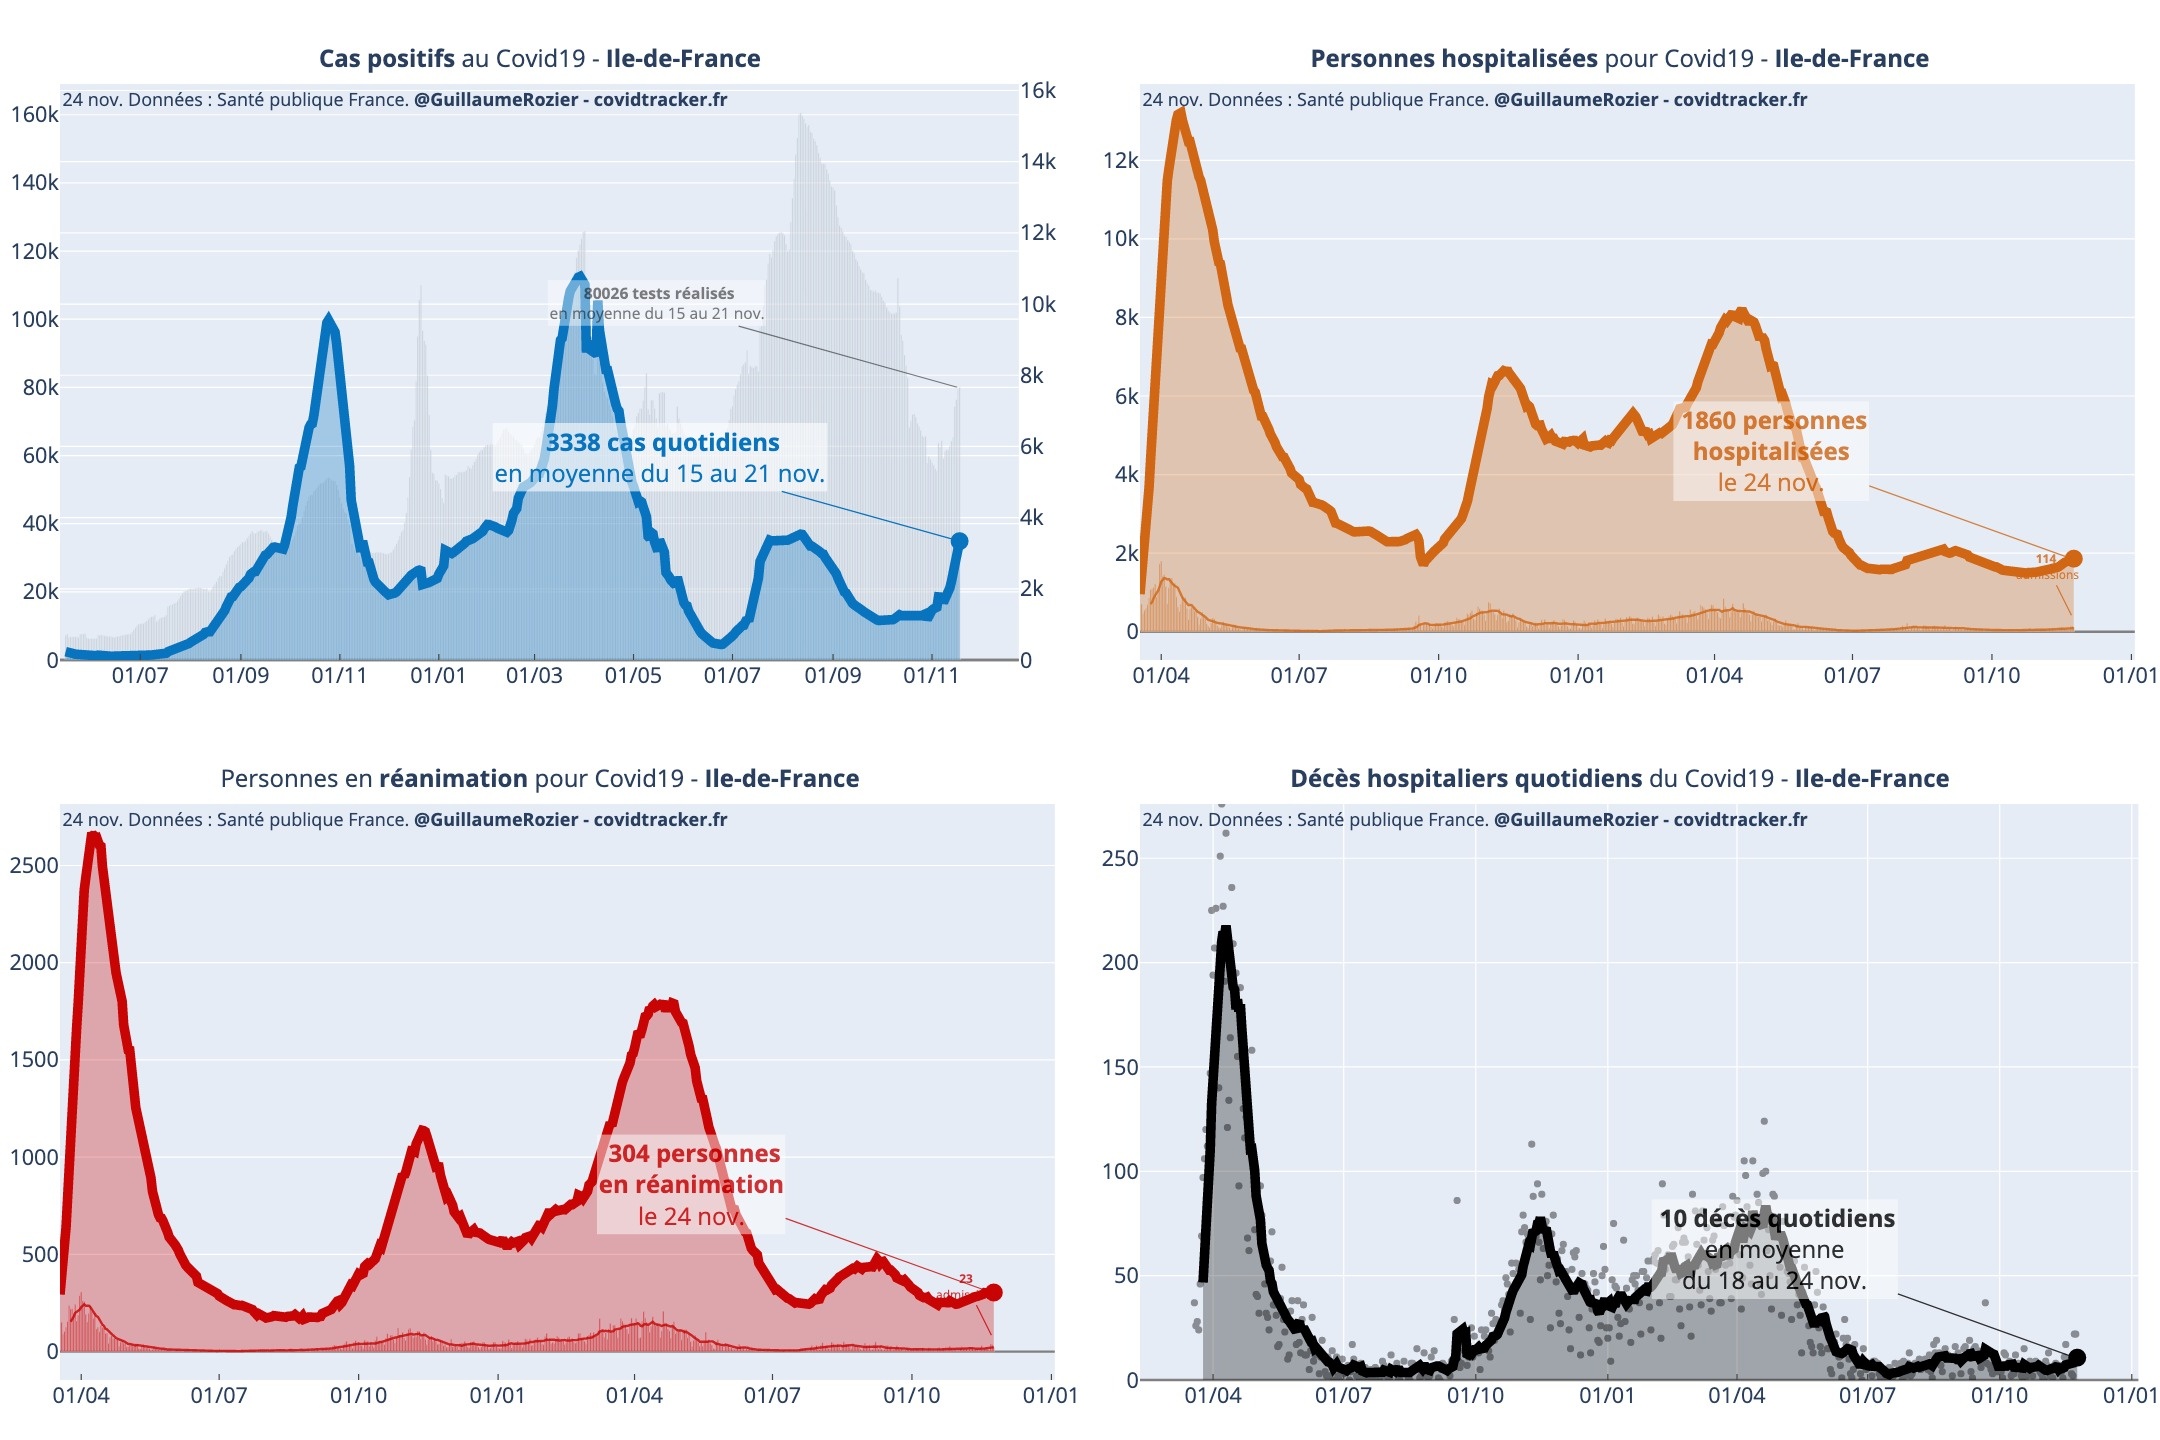 Cas positifs au Covid19 - Ile-de-France
24 nov. Données : Santé publique France. @GuillaumeRozier - covidtracker.fr
160k
140k
120k
100k
80k
60k
40k
20k
0
16k
14k
12k
10k
8k
6k
4k
2k
0
80026 tests réalisés
en moyenne du 15 au 21 nov.
3338 cas quotidiens
en moyenne du 15 au 21 nov.
01/07 01/09 01/11 01/01 01/03 01/05 01/07 01/09 01/11
Personnes hospitalisées pour Covid19 - Ile-de-France
24 nov. Données : Santé publique France. @GuillaumeRozier - covidtracker.fr
12k
10k
8k
6k
4k
2k
0
1860 personnes
hospitalisées
le 24 nov.
114
admissions
01/04 01/07 01/10 01/01 01/04 01/07 01/10 01/01
Personnes en réanimation pour Covid19 - Ile-de-France
24 nov. Données : Santé publique France. @GuillaumeRozier - covidtracker.fr
2500
2000
1500
1000
500
0
304 personnes
en réanimation
le 24 nov.
23
01/04 01/07 01/10 01/01 01/04 01/07 01/10 01/01
Décès hospitaliers quotidiens du Covid19 - Ile-de-France
24 nov. Données : Santé publique France. @GuillaumeRozier - covidtracker.fr
250
200
150
100
50
0
10 décès quotidiens
en moyenne
du 18 au 24 nov.
01/04 01/07 01/10 01/01 01/04 01/07 01/10 01/01